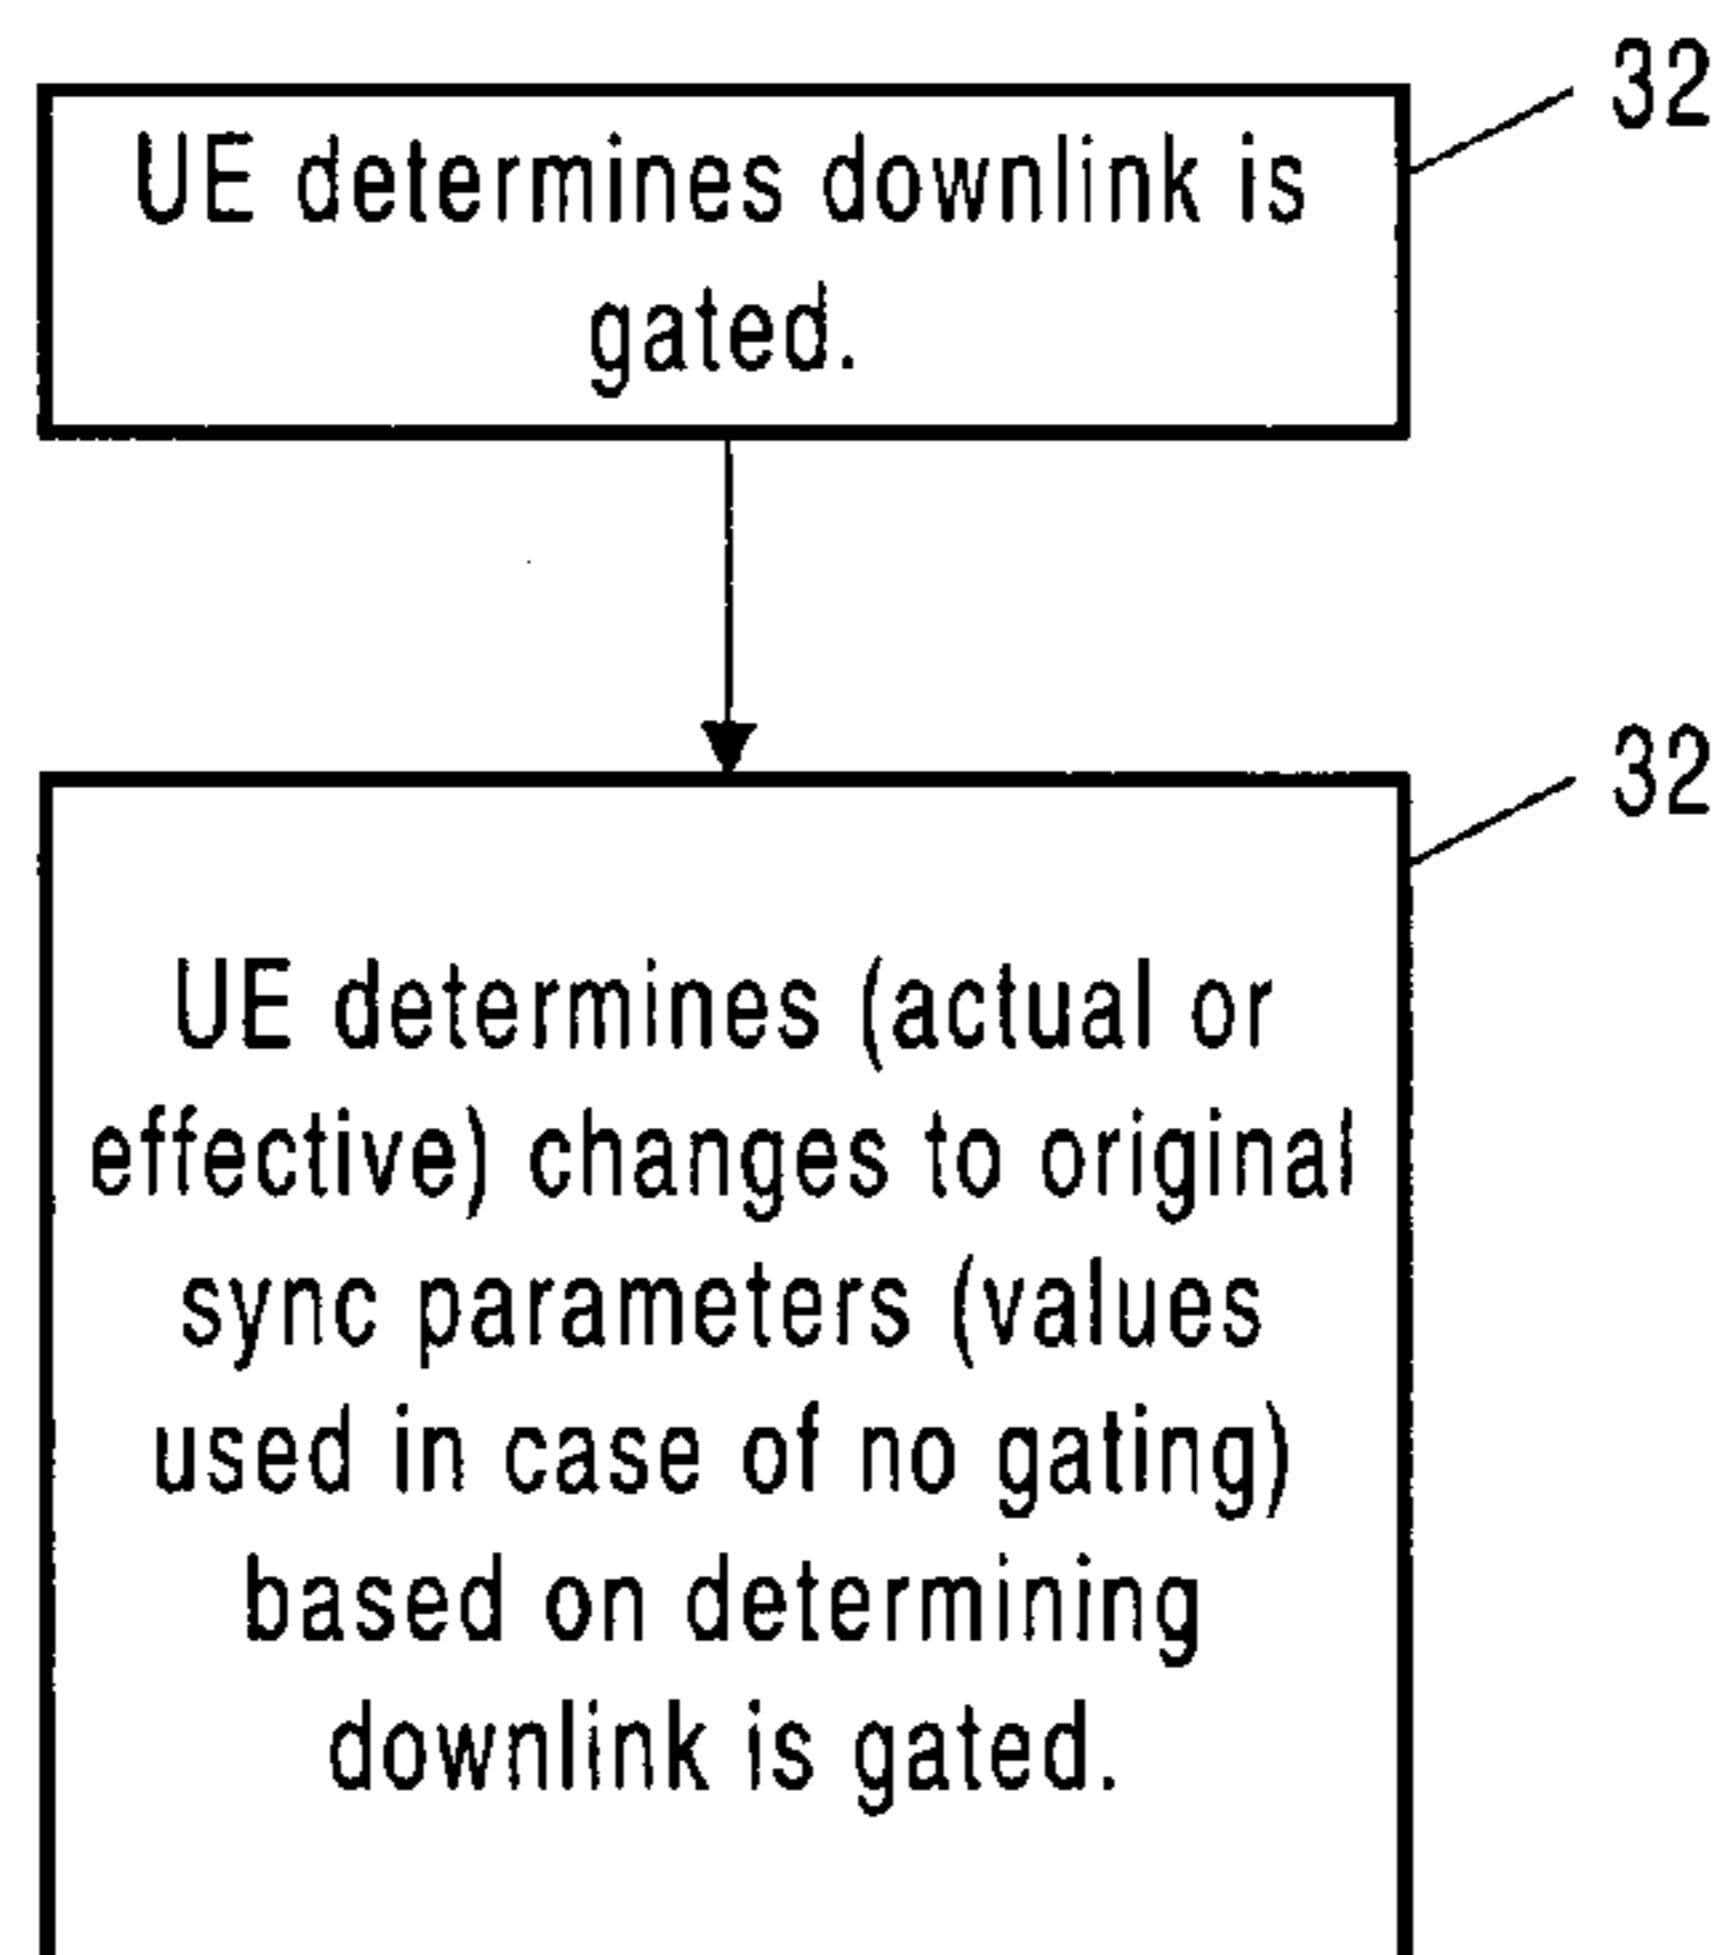 32
UE determines downlink is
gated.
32
UE determines (actual or
effective) changes to original
sync parameters (values
used in case of no gating)
based on determining
downlink is gated.